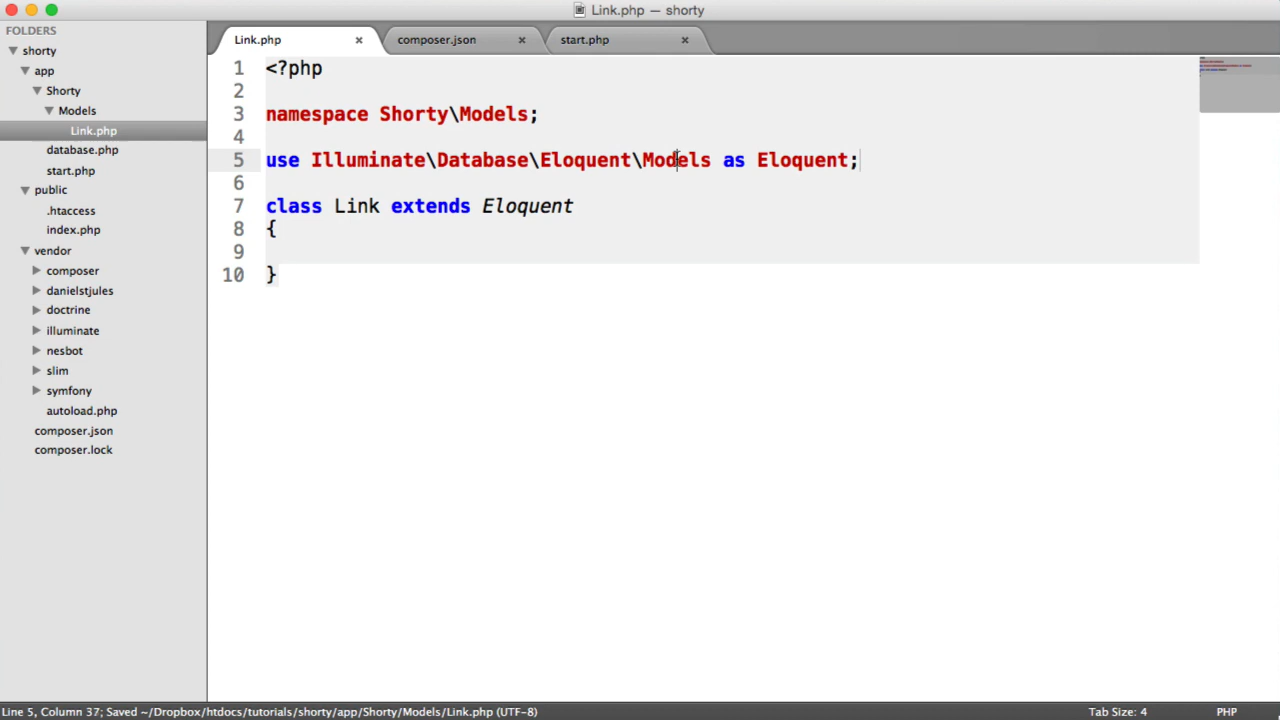 Link.php — shorty
FOLDERS
shorty
app
Shorty
Models
Link.php
database.php
start.php
public
.htaccess
index.php
vendor
composer
danielstjules
doctrine
illuminate
nesbot
slim
symfony
autoload.php
composer.json
composer.lock
Link.php × composer.json × start.php ×
1 <?php
2
3 namespace Shorty\Models;
4
5 use Illuminate\Database\Eloquent\Models as Eloquent;
6
7 class Link extends Eloquent
8 {
9
10 }
Line 5, Column 37; Saved ~/Dropbox/htdocs/tutorials/shorty/app/Shorty/Models/Link.php (UTF-8) Tab Size: 4 PHP